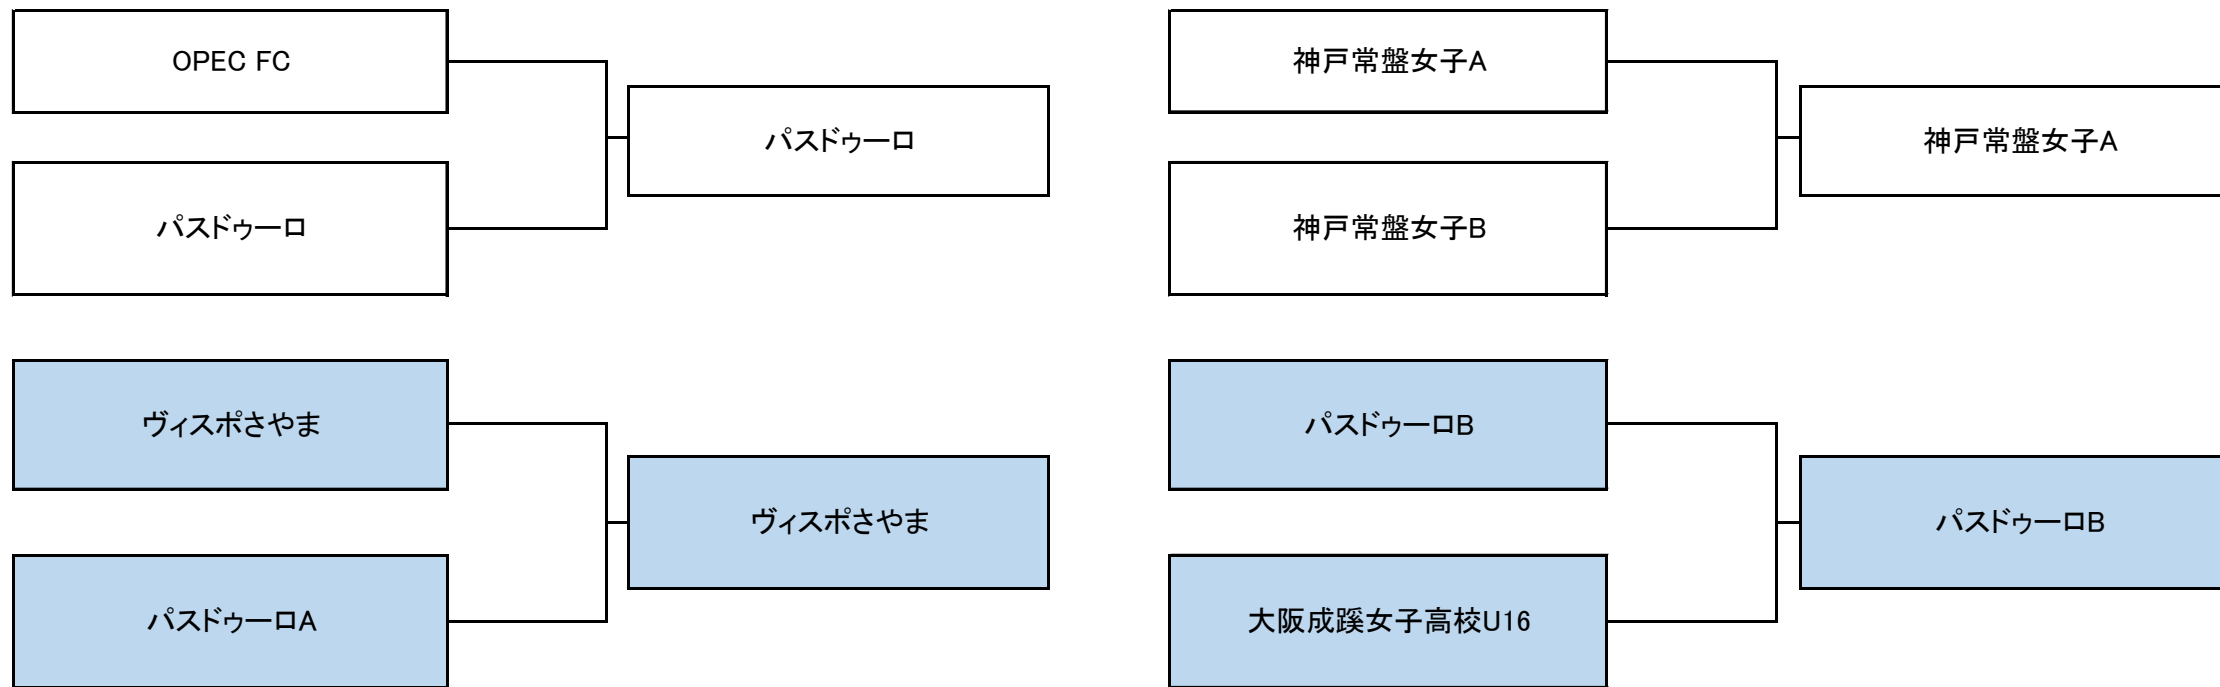 OPEC FC
パスドゥーロ
パスドゥーロ
神戸常盤女子A
神戸常盤女子B
神戸常盤女子A
ヴィスポさやま
パスドゥーロA
ヴィスポさやま
パスドゥーロB
大阪成蹊女子高校U16
パスドゥーロB